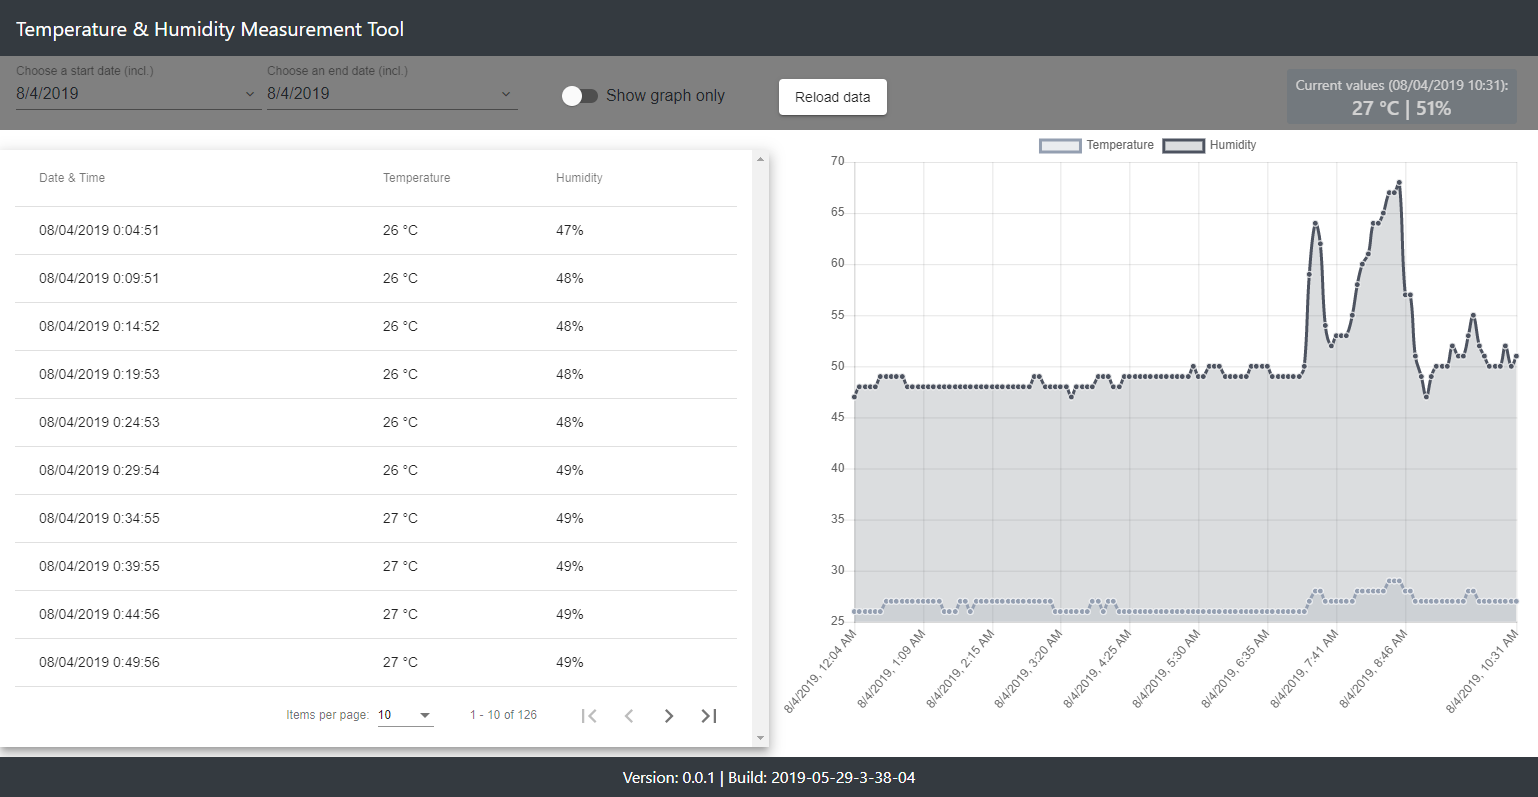 Temperature & Humidity Measurement Tool
Choose a start date (incl.) Choose an end date (incl.)
8/4/2019 8/4/2019 Show graph only Reload data
Current values (08/04/2019 10:31):
27 °C | 51%
Date & Time Temperature Humidity
08/04/2019 0:04:51 26 °C 47%
08/04/2019 0:09:51 26 °C 48%
08/04/2019 0:14:52 26 °C 48%
08/04/2019 0:19:53 26 °C 48%
08/04/2019 0:24:53 26 °C 48%
08/04/2019 0:29:54 26 °C 49%
08/04/2019 0:34:55 27 °C 49%
08/04/2019 0:39:55 27 °C 49%
08/04/2019 0:44:56 27 °C 49%
08/04/2019 0:49:56 27 °C 49%
Items per page: 10 1 - 10 of 126
Temperature Humidity
70
65
60
55
50
45
40
35
30
25
8/4/2019, 12:04 AM
8/4/2019, 1:09 AM
8/4/2019, 2:15 AM
8/4/2019, 3:20 AM
8/4/2019, 4:25 AM
8/4/2019, 5:30 AM
8/4/2019, 6:35 AM
8/4/2019, 7:41 AM
8/4/2019, 8:46 AM
8/4/2019, 10:31 AM
Version: 0.0.1 | Build: 2019-05-29-3-38-04